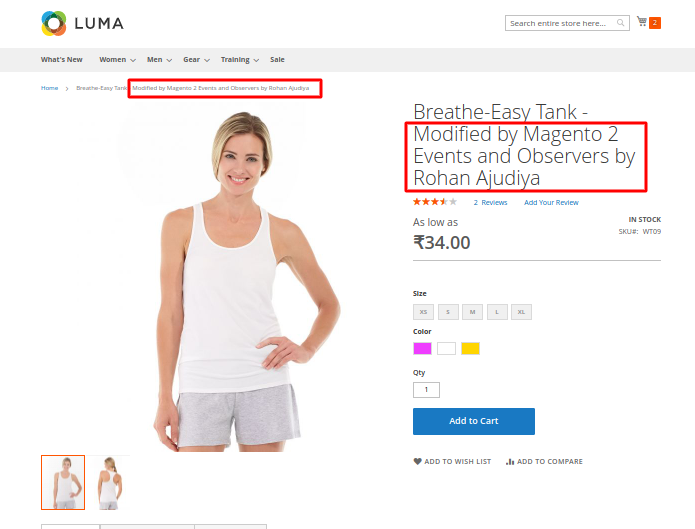 LUMA
Search entire store here...
2
What's New Women Men Gear Training Sale
Home > Breathe-Easy Tank - Modified by Magento 2 Events and Observers by Rohan Ajudiya
Breathe-Easy Tank -
Modified by Magento 2
Events and Observers by
Rohan Ajudiya
2 Reviews Add Your Review
As low as
IN STOCK
₹34.00
SKU#: WT09
Size
XS S M L XL
Color
Qty
1
Add to Cart
ADD TO WISH LIST ADD TO COMPARE